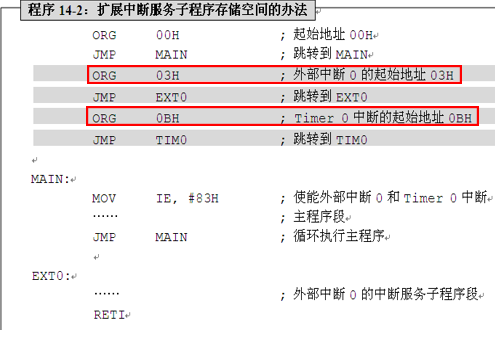 程序 14-2：扩展中断服务子程序存储空间的办法
ORG 00H ; 起始地址 00H
JMP MAIN ; 跳转到 MAIN
ORG 03H ; 外部中断 0 的起始地址 03H
JMP EXT0 ; 跳转到 EXT0
ORG 0BH ; Timer 0 中断的起始地址 0BH
JMP TIM0 ; 跳转到 TIM0
MAIN:
MOV IE, #83H ; 使能外部中断 0 和 Timer 0 中断
…… ; 主程序段
JMP MAIN ; 循环执行主程序
EXT0:
…… ; 外部中断 0 的中断服务子程序段
RETI